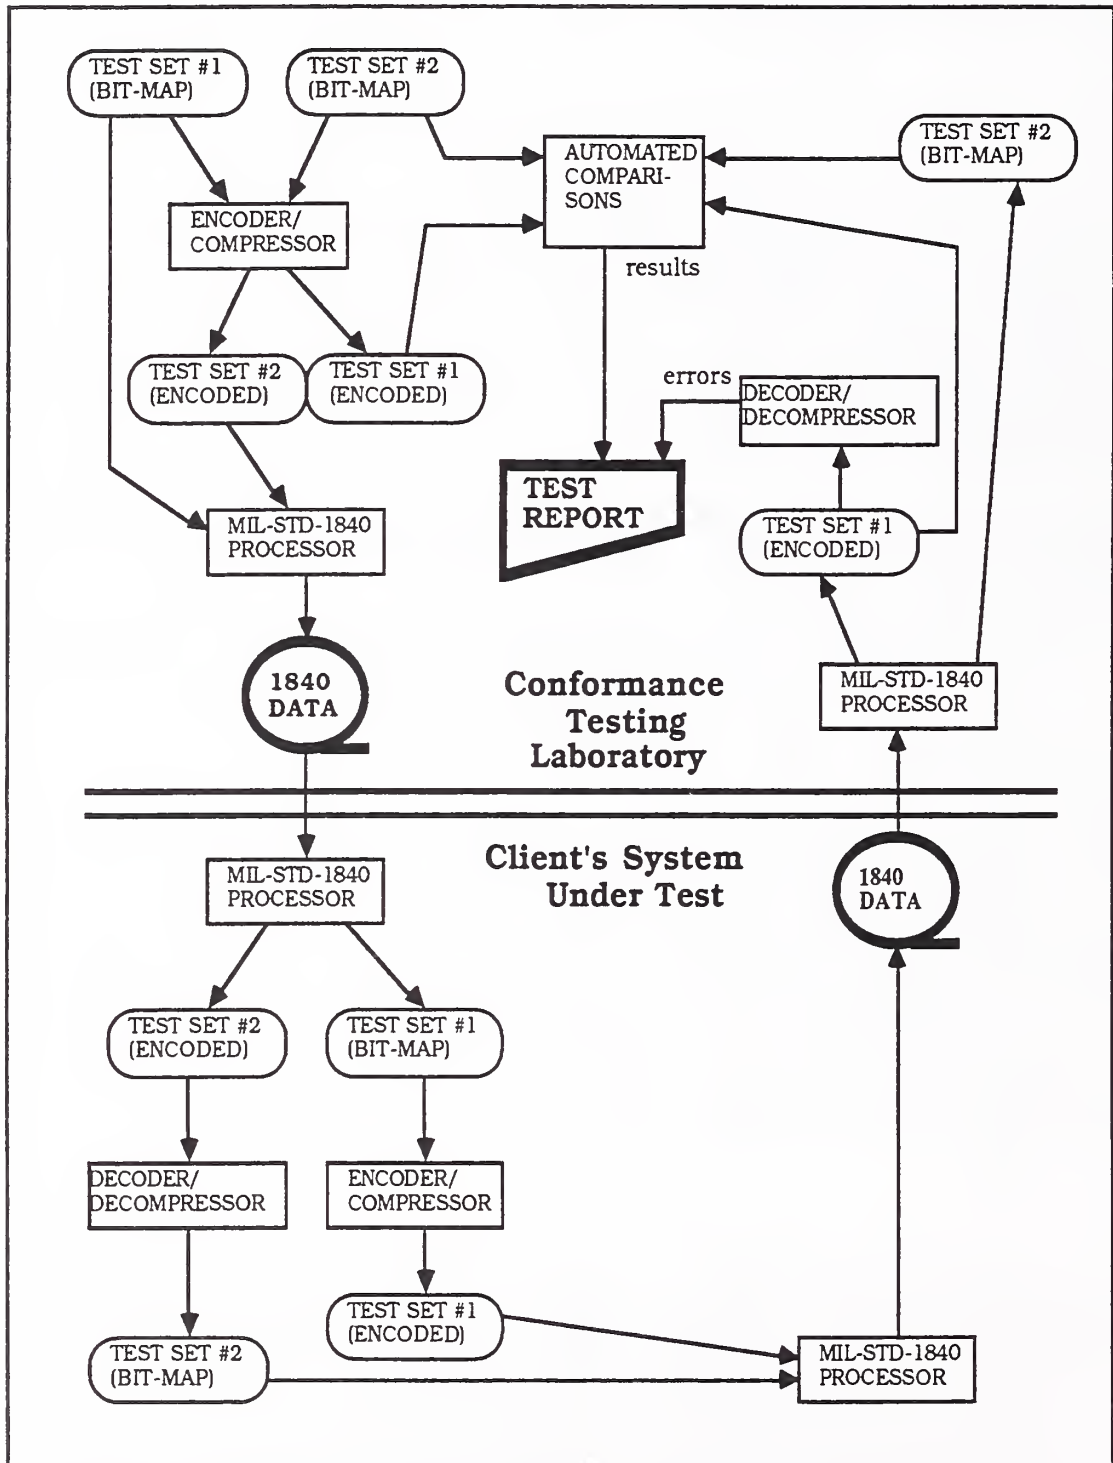 TEST SET #1
(BIT-MAP)
TEST SET #2
(BIT-MAP)
TEST SET #2
(BIT-MAP)
AUTOMATED
COMPARI-
SONS
ENCODER/
COMPRESSOR
results
TEST SET #2
(ENCODED)
TEST SET #1
(ENCODED)
errors
DECODER/
DECOMPRESSOR
TEST
REPORT
MIL-STD-1840
PROCESSOR
TEST SET #1
(ENCODED)
1840
DATA
Conformance
Testing
Laboratory
MIL-STD-1840
PROCESSOR
MIL-STD-1840
PROCESSOR
Client's System
Under Test
1840
DATA
TEST SET #2
(ENCODED)
TEST SET #1
(BIT-MAP)
DECODER/
DECOMPRESSOR
ENCODER/
COMPRESSOR
TEST SET #1
(ENCODED)
TEST SET #2
(BIT-MAP)
MIL-STD-1840
PROCESSOR